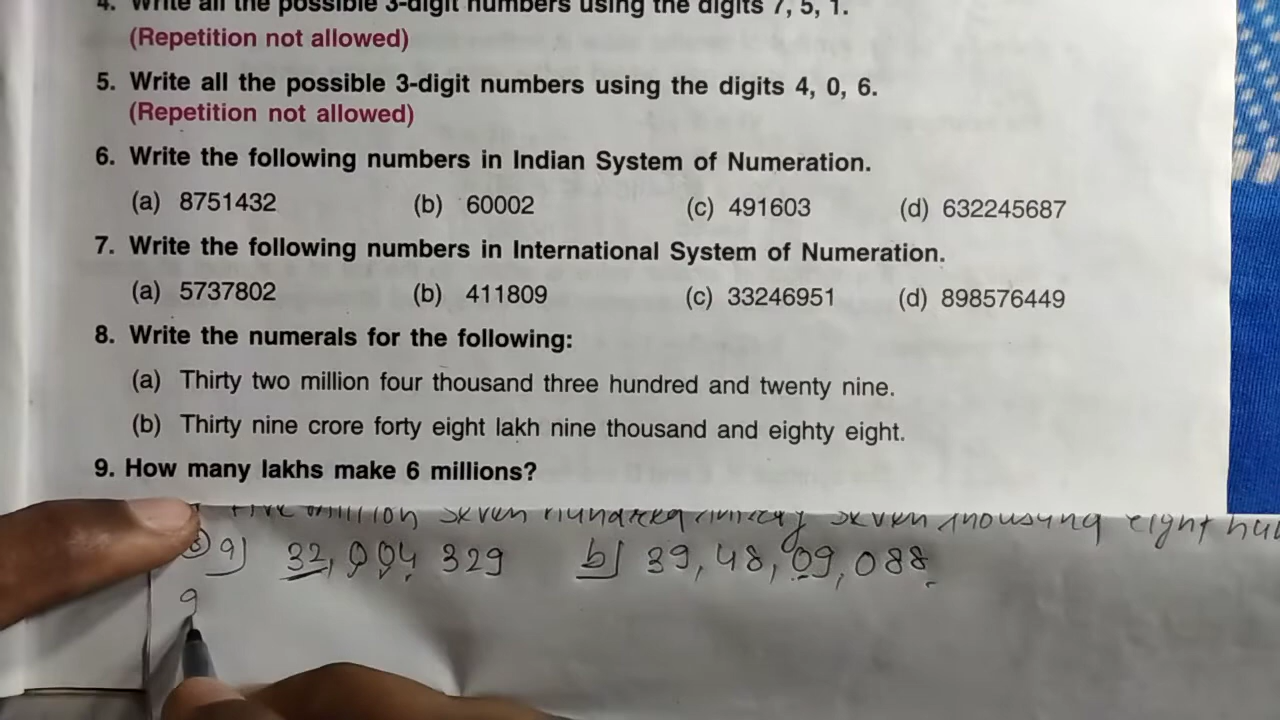 4. Write all the possible 3-digit numbers using the digits 7, 5, 1.
(Repetition not allowed)
5. Write all the possible 3-digit numbers using the digits 4, 0, 6.
(Repetition not allowed)
6. Write the following numbers in Indian System of Numeration.
(a) 8751432 (b) 60002 (c) 491603 (d) 632245687
7. Write the following numbers in International System of Numeration.
(a) 5737802 (b) 411809 (c) 33246951 (d) 898576449
8. Write the numerals for the following:
(a) Thirty two million four thousand three hundred and twenty nine.
(b) Thirty nine crore forty eight lakh nine thousand and eighty eight.
9. How many lakhs make 6 millions?
five million seven hundred thirty seven thousand eight hun
8 a) 32,004 329 b) 39,48,09,088
9